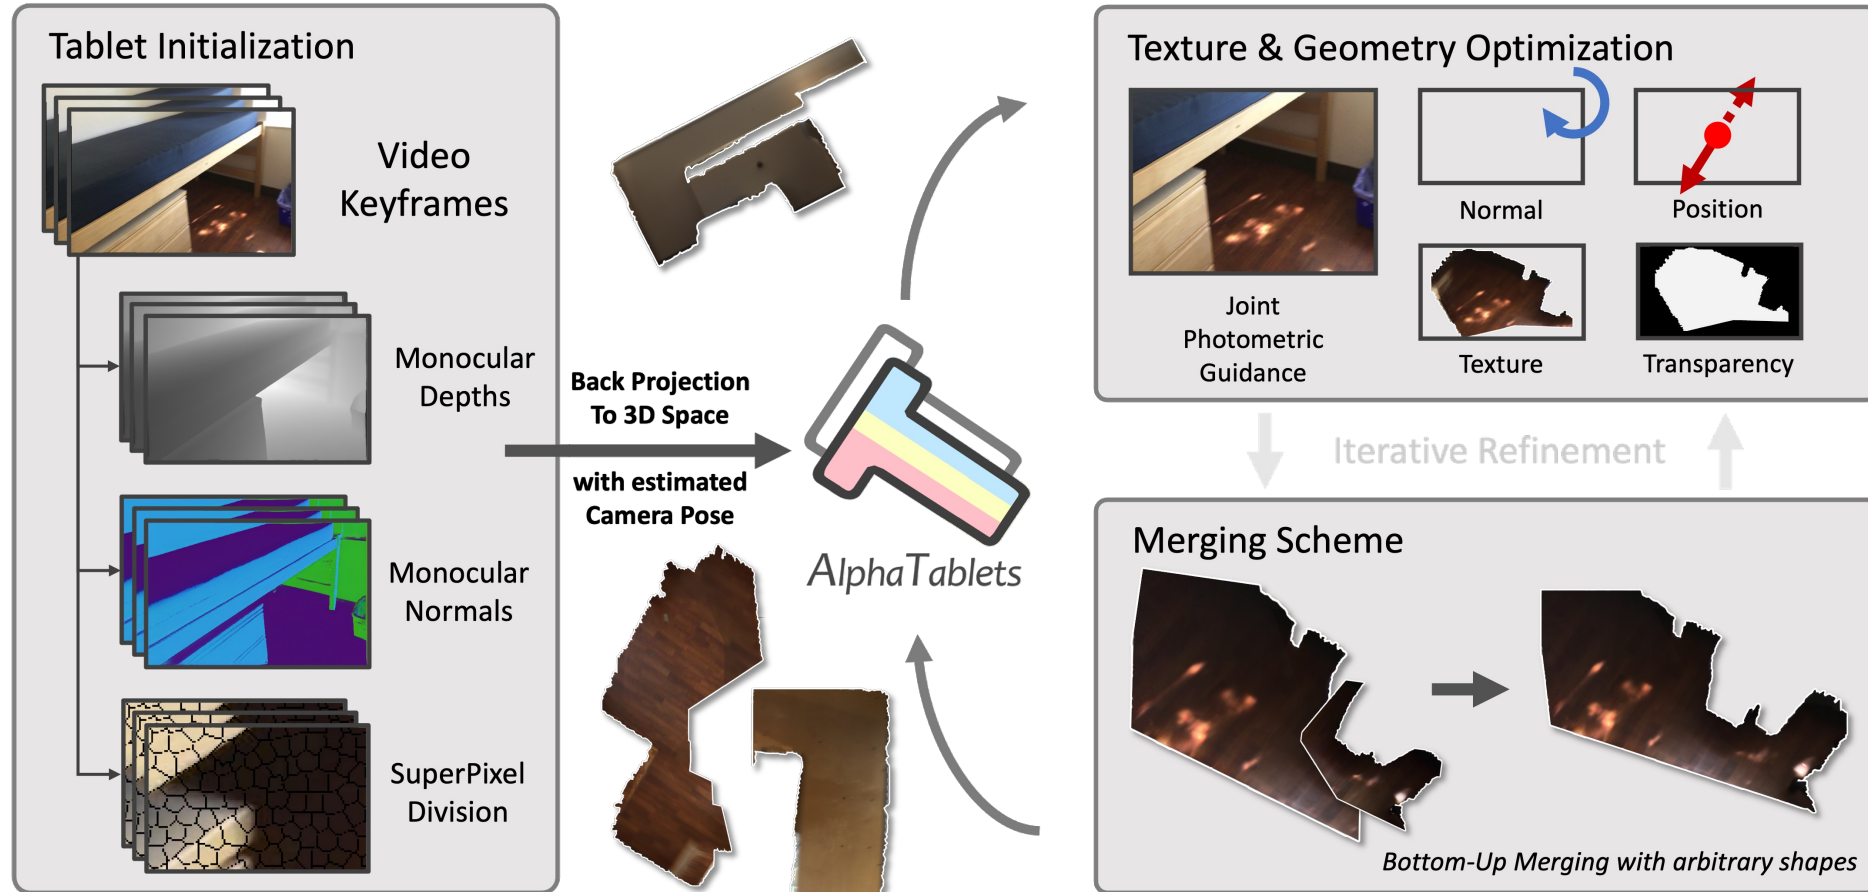 Tablet Initialization
Video
Keyframes
Monocular
Depths
Monocular
Normals
SuperPixel
Division
Back Projection
To 3D Space
with estimated
Camera Pose
AlphaTablets
Texture & Geometry Optimization
Joint
Photometric
Guidance
Normal
Position
Texture
Transparency
Iterative Refinement
Merging Scheme
Bottom-Up Merging with arbitrary shapes